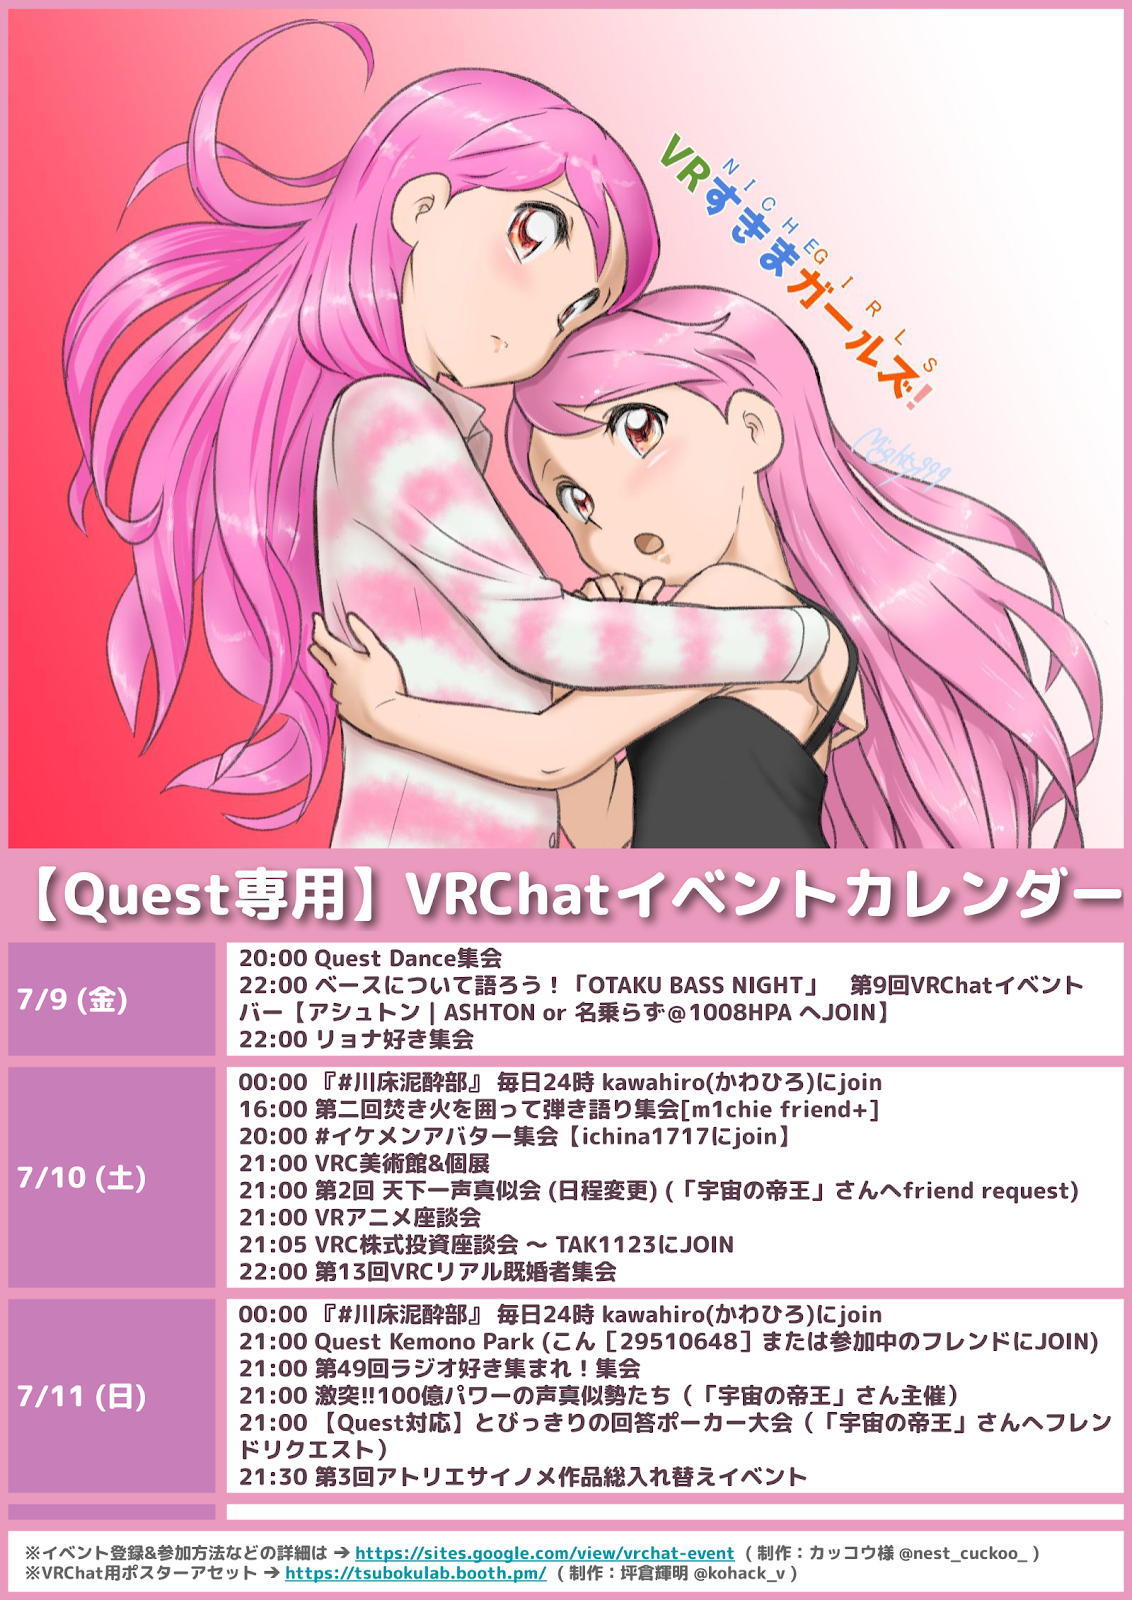 NICHE GIRLS
VRすきまガールズ!
Mighty999
【Quest専用】VRChatイベントカレンダー
7/9 (金)
20:00 Quest Dance集会
22:00 ベースについて語ろう！「OTAKU BASS NIGHT」　第9回VRChatイベント
バー【アシュトン | ASHTON or 名乗らず@1008HPA へJOIN】
22:00 リョナ好き集会
7/10 (土)
00:00 『#川床泥酔部』 毎日24時 kawahiro(かわひろ)にjoin
16:00 第二回焚き火を囲って弾き語り集会[m1chie friend+]
20:00 #イケメンアバター集会【ichina1717にjoin】
21:00 VRC美術館&個展
21:00 第2回 天下一声真似会 (日程変更) (「宇宙の帝王」さんへfriend request)
21:00 VRアニメ座談会
21:05 VRC株式投資座談会 〜 TAK1123にJOIN
22:00 第13回VRCリアル既婚者集会
7/11 (日)
00:00 『#川床泥酔部』 毎日24時 kawahiro(かわひろ)にjoin
21:00 Quest Kemono Park (こん［29510648］または参加中のフレンドにJOIN)
21:00 第49回ラジオ好き集まれ！集会
21:00 激突!!100億パワーの声真似勢たち（「宇宙の帝王」さん主催）
21:00 【Quest対応】とびっきりの回答ポーカー大会（「宇宙の帝王」さんへフレン
ドリクエスト）
21:30 第3回アトリエサイノメ作品総入れ替えイベント
※イベント登録&参加方法などの詳細は → https://sites.google.com/view/vrchat-event ( 制作：カッコウ様 @nest_cuckoo_ )
※VRChat用ポスターアセット → https://tsubokulab.booth.pm/ ( 制作：坪倉輝明 @kohack_v )